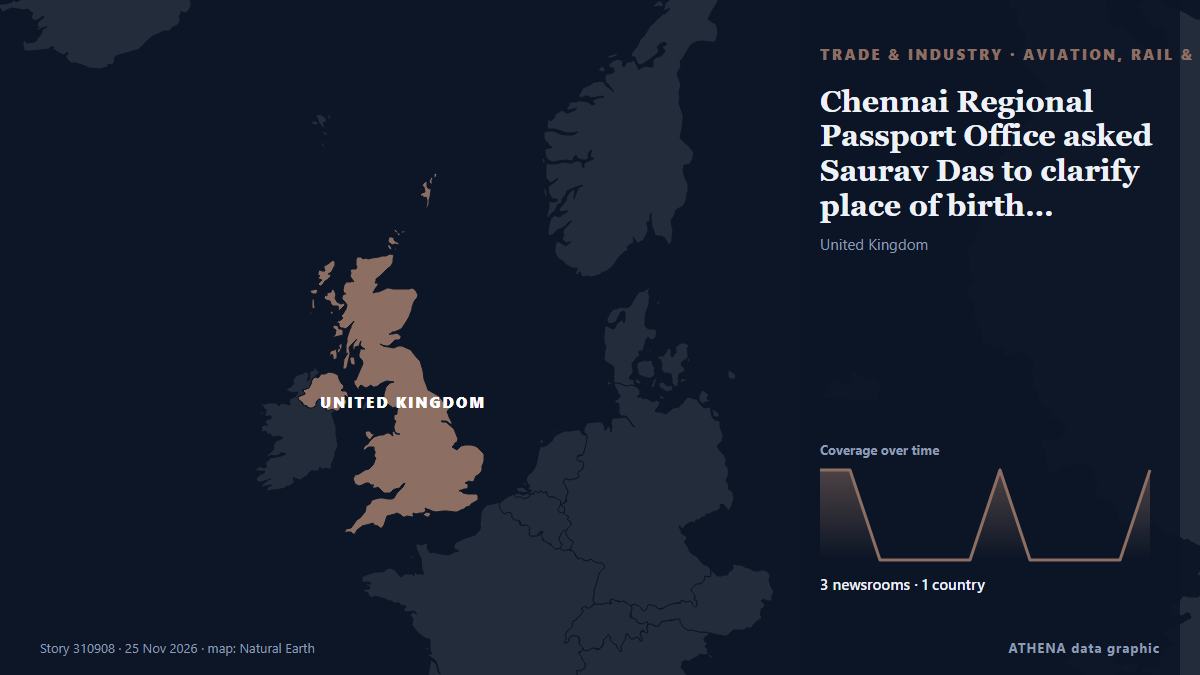 TRADE & INDUSTRY · AVIATION, RAIL &
Chennai Regional
Passport Office asked
Saurav Das to clarify
place of birth...
United Kingdom
UNITED KINGDOM
Coverage over time
3 newsrooms · 1 country
Story 310908 · 25 Nov 2026 · map: Natural Earth
ATHENA data graphic